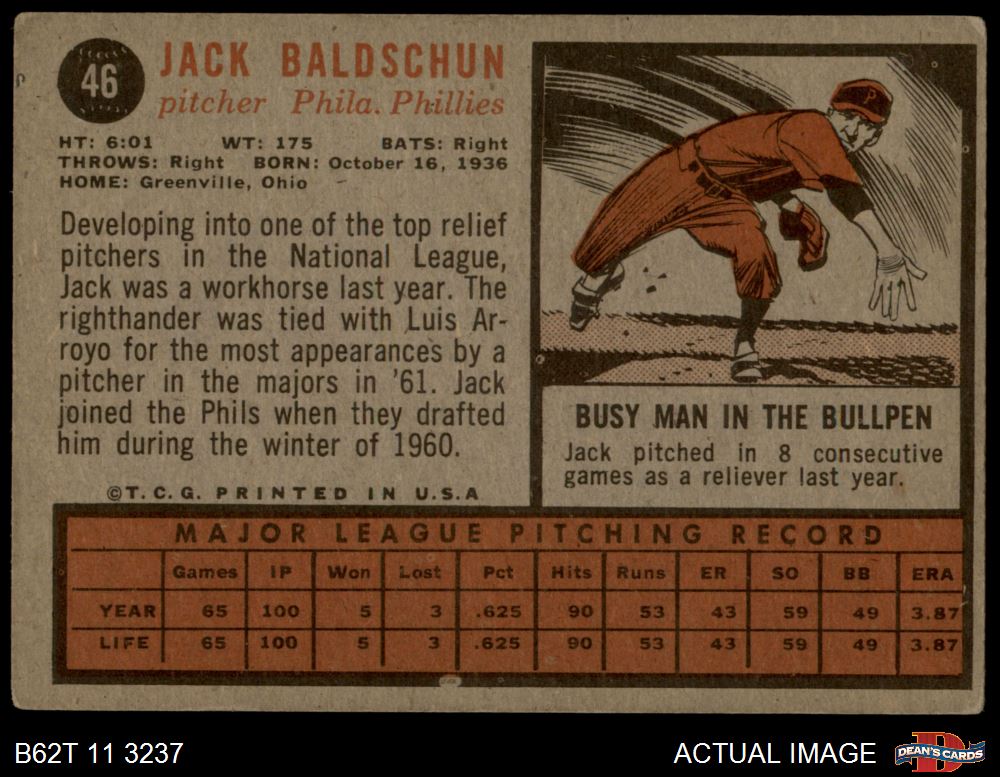 46
JACK BALDSCHUN
pitcher Phila. Phillies
HT: 6:01 WT: 175 BATS: Right
THROWS: Right BORN: October 16, 1936
HOME: Greenville, Ohio
Developing into one of the top relief
pitchers in the National League,
Jack was a workhorse last year. The
righthander was tied with Luis Ar-
royo for the most appearances by a
pitcher in the majors in '61. Jack
joined the Phils when they drafted
him during the winter of 1960.
©T.C.G. PRINTED IN U.S.A
P
BUSY MAN IN THE BULLPEN
Jack pitched in 8 consecutive
games as a reliever last year.
MAJOR LEAGUE PITCHING RECORD
Games IP Won Lost Pct Hits Runs ER SO BB ERA
YEAR 65 100 5 3 .625 90 53 43 59 49 3.87
LIFE 65 100 5 3 .625 90 53 43 59 49 3.87
B62T 11 3237
ACTUAL IMAGE
D
DEAN'S CARDS